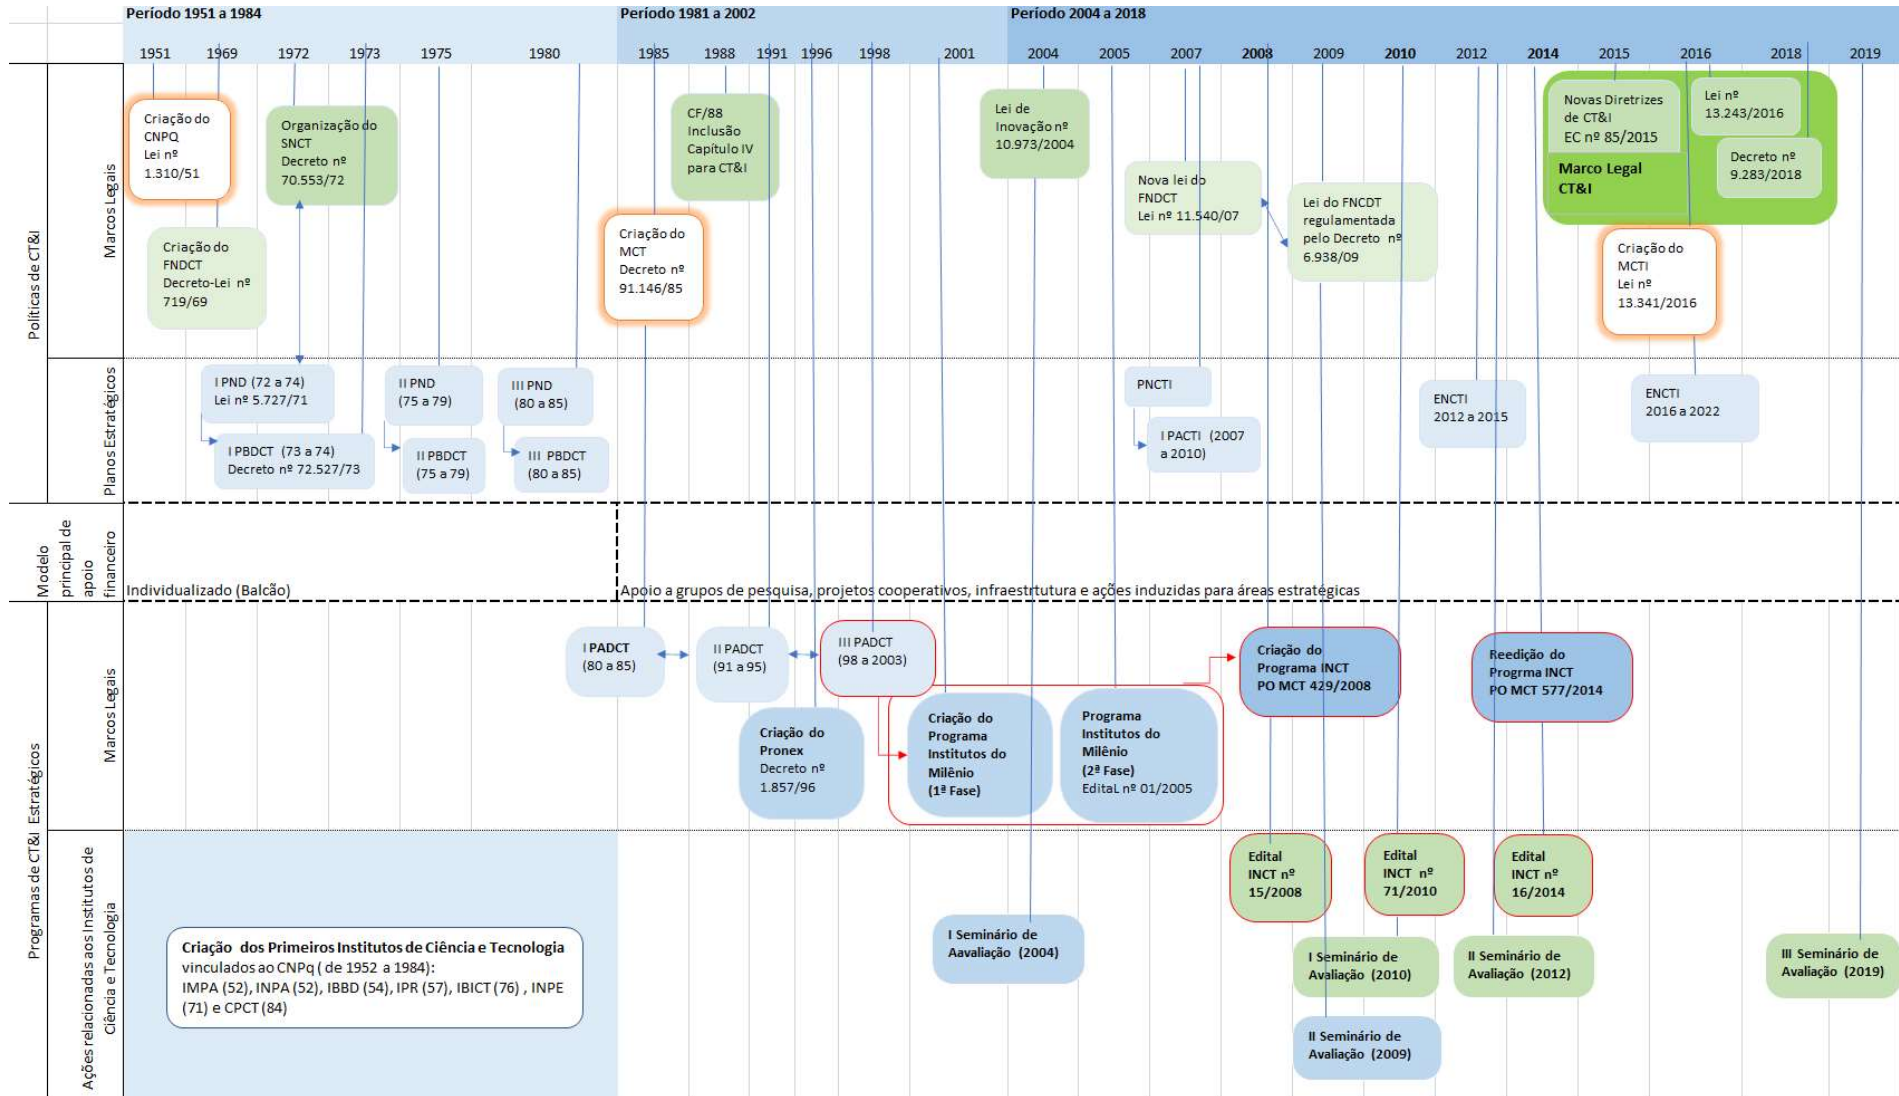 Período 1951 a 1984
Período 1981 a 2002
Período 2004 a 2018
1951
1969
1972
1973
1975
1980
1985
1988
1991
1996
1998
2001
2004
2005
2007
2008
2009
2010
2012
2014
2015
2016
2018
2019
Políticas de CT&I
Marcos Legais
Criação do
CNPQ
Lei nº
1.310/51
Criação do
FNDCT
Decreto-Lei nº
719/69
Organização do
SNCT
Decreto nº
70.553/72
Criação do
MCT
Decreto nº
91.146/85
CF/88
Inclusão
Capítulo IV
para CT&I
Lei de
Inovação nº
10.973/2004
Nova lei do
FNDCT
Lei nº 11.540/07
Lei do FNCDT
regulamentada
pelo Decreto nº
6.938/09
Novas Diretrizes
de CT&I
EC nº 85/2015
Marco Legal
CT&I
Lei nº
13.243/2016
Decreto nº
9.283/2018
Criação do
MCTI
Lei nº
13.341/2016
Planos Estratégicos
I PND (72 a 74)
Lei nº 5.727/71
I PBDCT (73 a 74)
Decreto nº 72.527/73
II PND
(75 a 79)
II PBDCT
(75 a 79)
III PND
(80 a 85)
III PBDCT
(80 a 85)
PNCTI
I PACTI (2007
a 2010)
ENCTI
2012 a 2015
ENCTI
2016 a 2022
Modelo
principal de
apoio
financeiro
Individualizado (Balcão)
Apoio a grupos de pesquisa, projetos cooperativos, infraestrtutura e ações induzidas para áreas estratégicas
Programas de CT&I Estratégicos
Marcos Legais
I PADCT
(80 a 85)
II PADCT
(91 a 95)
III PADCT
(98 a 2003)
Criação do
Pronex
Decreto nº
1.857/96
Criação do
Programa
Institutos do
Milênio
(1ª Fase)
Programa
Institutos do
Milênio
(2ª Fase)
EditaL nº 01/2005
Criação do
Programa INCT
PO MCT 429/2008
Reedição do
Progrma INCT
PO MCT 577/2014
Ações relacionadas aos Institutos de
Ciência e Tecnologia
Criação dos Primeiros Institutos de Ciência e Tecnologia
vinculados ao CNPq ( de 1952 a 1984):
IMPA (52), INPA (52), IBBD (54), IPR (57), IBICT (76) , INPE
(71) e CPCT (84)
Edital
INCT nº
15/2008
Edital
INCT nº
71/2010
Edital
INCT nº
16/2014
I Seminário de
Aavaliação (2004)
I Seminário de
Avaliação (2010)
II Seminário de
Avaliação (2012)
III Seminário de
Avaliação (2019)
II Seminário de
Avaliação (2009)